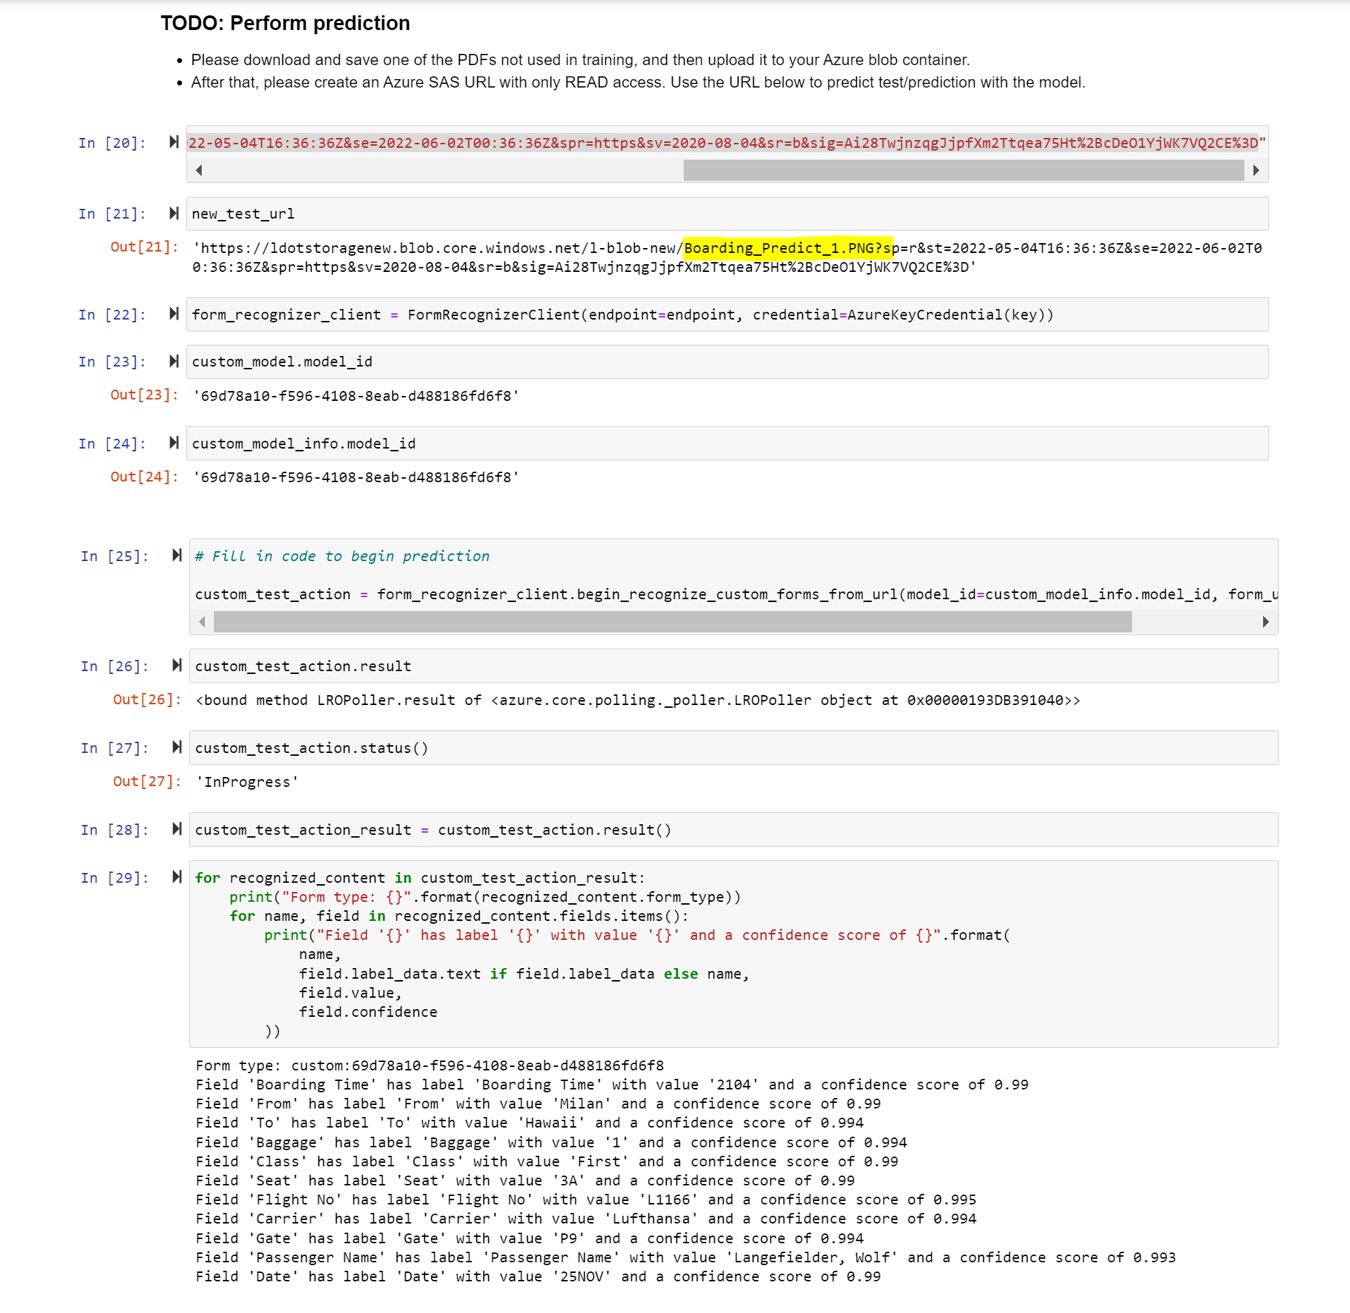 TODO: Perform prediction
Please download and save one of the PDFs not used in training, and then upload it to your Azure blob container.
After that, please create an Azure SAS URL with only READ access. Use the URL below to predict test/prediction with the model.
In [20]: 22-05-04T16:36:36Z&se=2022-06-02T00:36:36Z&spr=https&sv=2020-08-04&sr=b&sig=Ai28TwjnzqgJjpfXm2Ttqea75Ht%2BcDeO1YjWK7VQ2CE%3D"
In [21]: new_test_url
Out[21]: 'https://ldotstoragenew.blob.core.windows.net/l-blob-new/Boarding_Predict_1.PNG?sp=r&st=2022-05-04T16:36:36Z&se=2022-06-02T0
0:36:36Z&spr=https&sv=2020-08-04&sr=b&sig=Ai28TwjnzqgJjpfXm2Ttqea75Ht%2BcDeO1YjWK7VQ2CE%3D'
In [22]: form_recognizer_client = FormRecognizerClient(endpoint=endpoint, credential=AzureKeyCredential(key))
In [23]: custom_model.model_id
Out[23]: '69d78a10-f596-4108-8eab-d488186fd6f8'
In [24]: custom_model_info.model_id
Out[24]: '69d78a10-f596-4108-8eab-d488186fd6f8'
In [25]: # Fill in code to begin prediction
custom_test_action = form_recognizer_client.begin_recognize_custom_forms_from_url(model_id=custom_model_info.model_id, form_u
In [26]: custom_test_action.result
Out[26]: <bound method LROPoller.result of <azure.core.polling._poller.LROPoller object at 0x00000193DB391040>>
In [27]: custom_test_action.status()
Out[27]: 'InProgress'
In [28]: custom_test_action_result = custom_test_action.result()
In [29]: for recognized_content in custom_test_action_result:
print("Form type: {}".format(recognized_content.form_type))
for name, field in recognized_content.fields.items():
print("Field '{}' has label '{}' with value '{}' and a confidence score of {}".format(
name,
field.label_data.text if field.label_data else name,
field.value,
field.confidence
))
Form type: custom:69d78a10-f596-4108-8eab-d488186fd6f8
Field 'Boarding Time' has label 'Boarding Time' with value '2104' and a confidence score of 0.99
Field 'From' has label 'From' with value 'Milan' and a confidence score of 0.99
Field 'To' has label 'To' with value 'Hawaii' and a confidence score of 0.994
Field 'Baggage' has label 'Baggage' with value '1' and a confidence score of 0.994
Field 'Class' has label 'Class' with value 'First' and a confidence score of 0.99
Field 'Seat' has label 'Seat' with value '3A' and a confidence score of 0.99
Field 'Flight No' has label 'Flight No' with value 'L1166' and a confidence score of 0.995
Field 'Carrier' has label 'Carrier' with value 'Lufthansa' and a confidence score of 0.994
Field 'Gate' has label 'Gate' with value 'P9' and a confidence score of 0.994
Field 'Passenger Name' has label 'Passenger Name' with value 'Langefielder, Wolf' and a confidence score of 0.993
Field 'Date' has label 'Date' with value '25NOV' and a confidence score of 0.99